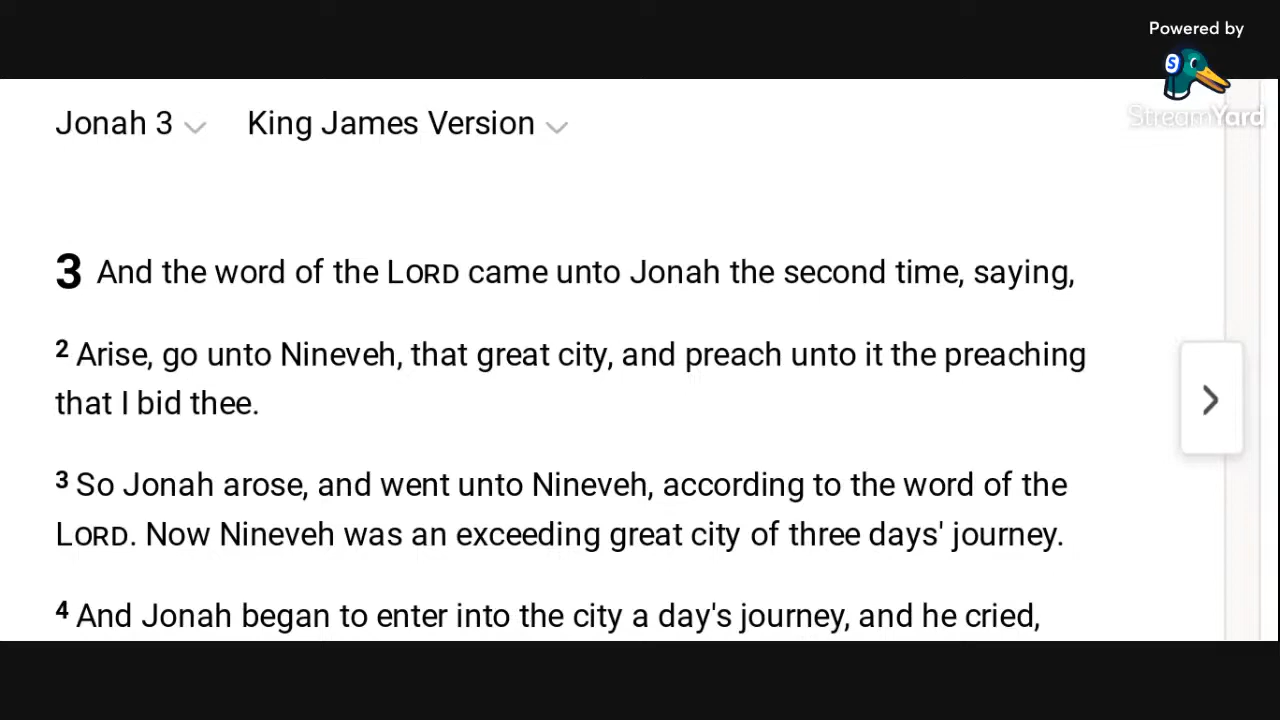 Powered by
S
StreamYard
Jonah 3 King James Version
3 And the word of the LORD came unto Jonah the second time, saying,
2 Arise, go unto Nineveh, that great city, and preach unto it the preaching
that I bid thee.
3 So Jonah arose, and went unto Nineveh, according to the word of the
LORD. Now Nineveh was an exceeding great city of three days' journey.
4 And Jonah began to enter into the city a day's journey, and he cried,